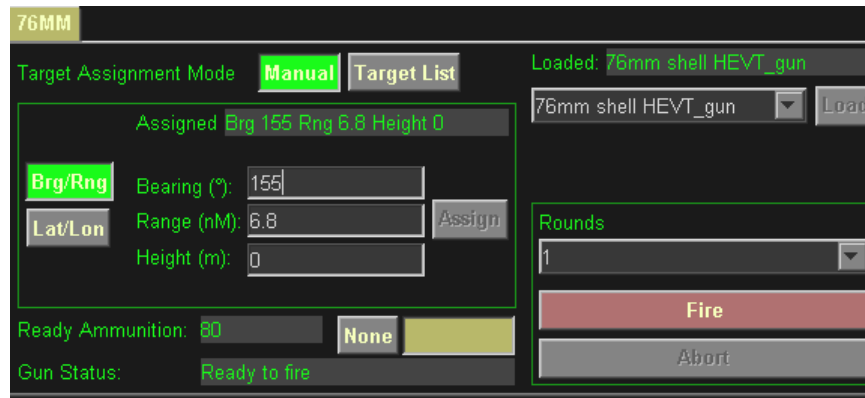 76MM
Target Assignment Mode Manual Target List
Assigned Brg 155 Rng 6.8 Height 0
Brg/Rng
Lat/Lon
Bearing (°): 155
Range (nM): 6.8
Assign
Height (m): 0
Ready Ammunition: 80
None
Gun Status: Ready to fire
Loaded: 76mm shell HEVT_gun
76mm shell HEVT_gun
Load
Rounds
1
Fire
Abort